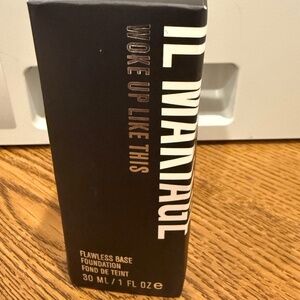 IL MAKIAGE
WOKE UP LIKE THIS
FLAWLESS BASE
FOUNDATION
FOND DE TEINT
30 ML / 1 FL OZ e